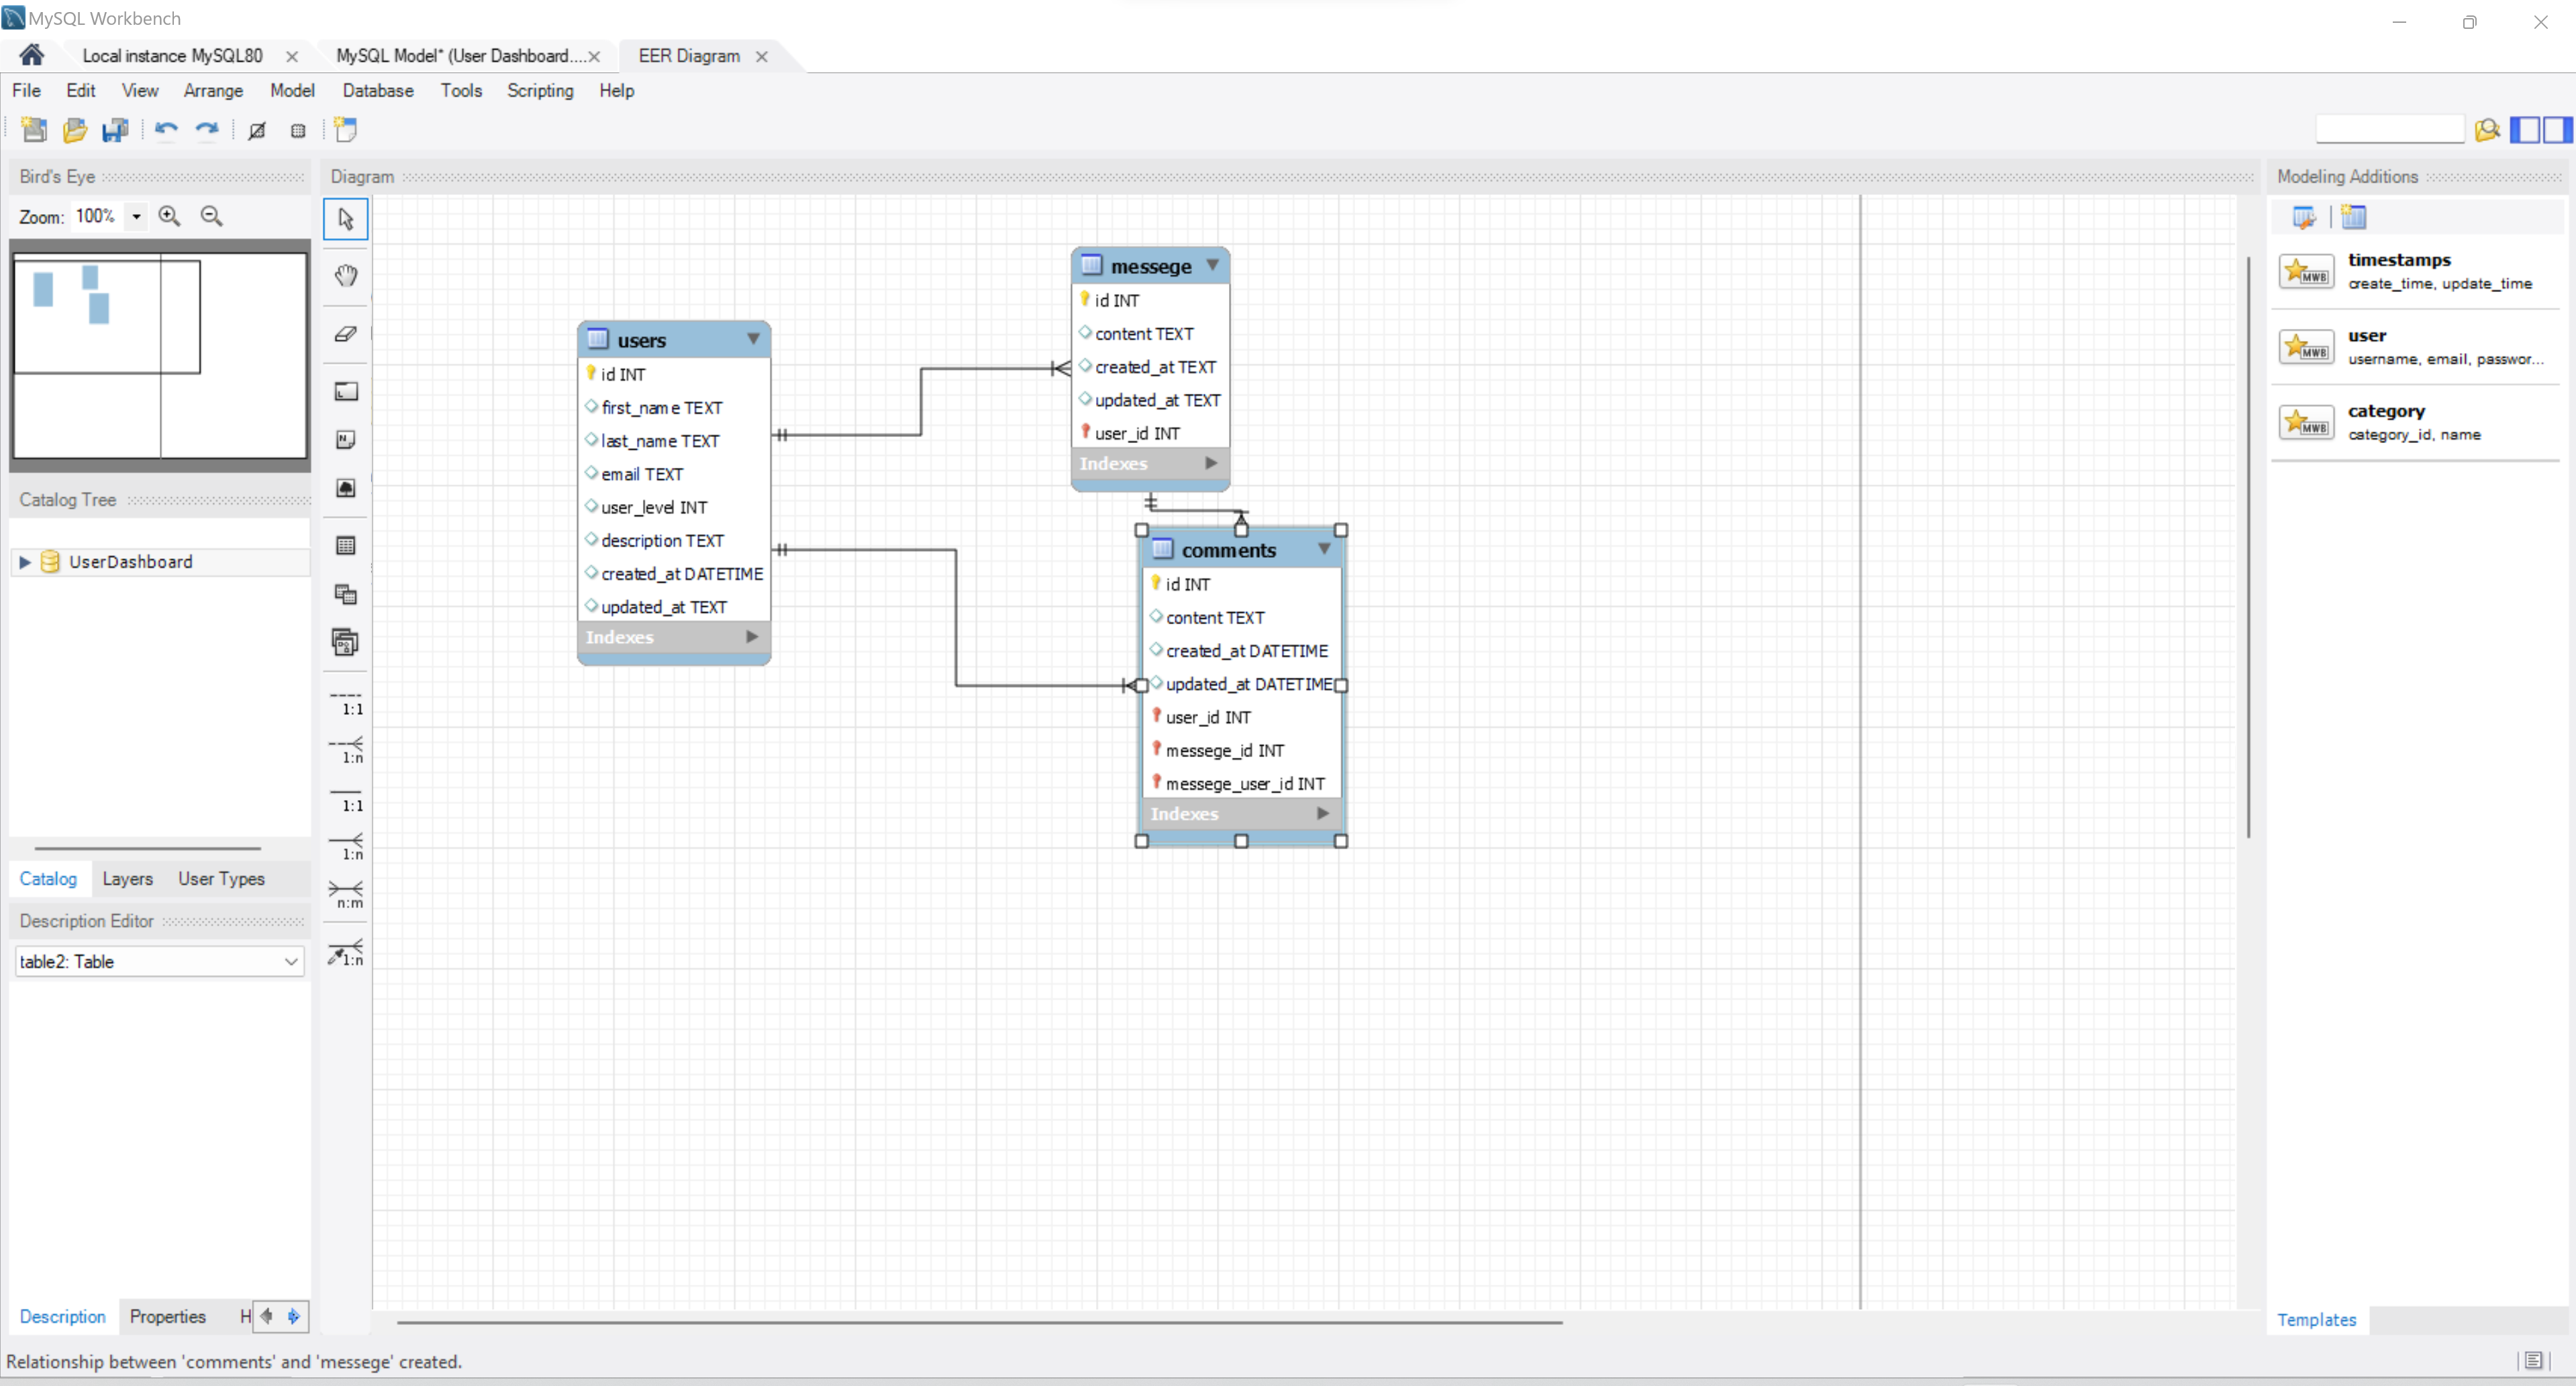 MySQL Workbench
Local instance MySQL80
MySQL Model* (User Dashboard....
EER Diagram
File Edit View Arrange Model Database Tools Scripting Help
Bird's Eye
Diagram
Modeling Additions
Zoom: 100%
timestamps
create_time, update_time
user
username, email, passwor...
category
category_id, name
Catalog Tree
UserDashboard
Catalog Layers User Types
Description Editor
table2: Table
1:1
1:n
1:1
1:n
n:m
1:n
users
id INT
first_name TEXT
last_name TEXT
email TEXT
user_level INT
description TEXT
created_at DATETIME
updated_at TEXT
Indexes
messege
id INT
content TEXT
created_at TEXT
updated_at TEXT
user_id INT
Indexes
comments
id INT
content TEXT
created_at DATETIME
updated_at DATETIME
user_id INT
messege_id INT
messege_user_id INT
Indexes
Description Properties H
Templates
Relationship between 'comments' and 'messege' created.